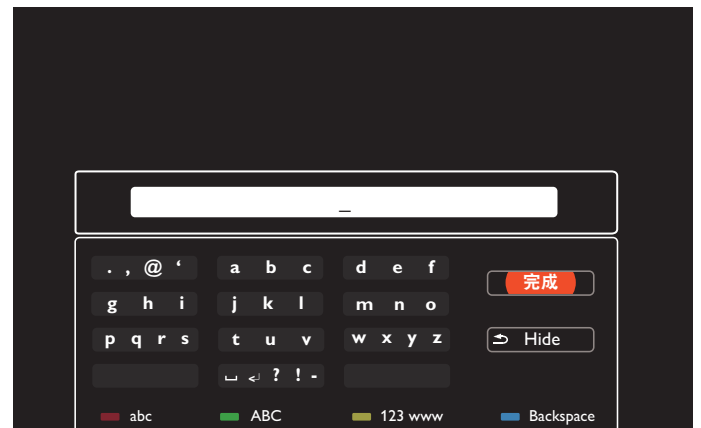 _
. , @ ‘ a b c d e f 完成
g h i j k l m n o
p q r s t u v w x y z Hide
␣ ↲ ? ! -
abc ABC 123 www Backspace